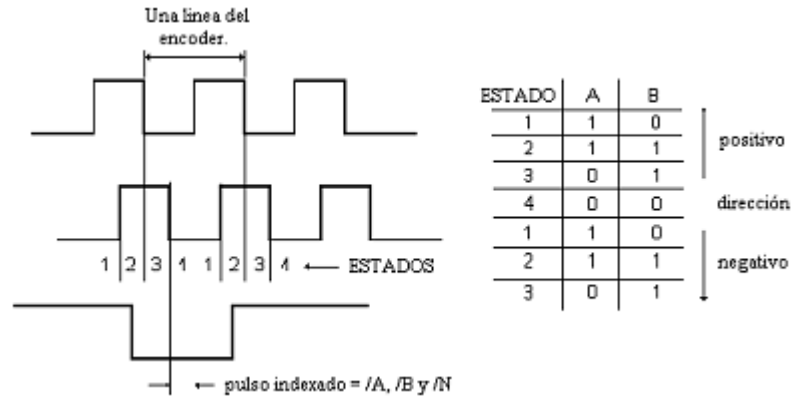 Una linea del
encoder.
1 2 3 4 1 2 3 4 ESTADOS
pulso indexado = /A, /B y /N
ESTADO A B
1 1 0
2 1 1
3 0 1
4 0 0
1 1 0
2 1 1
3 0 1
positivo
dirección
negativo